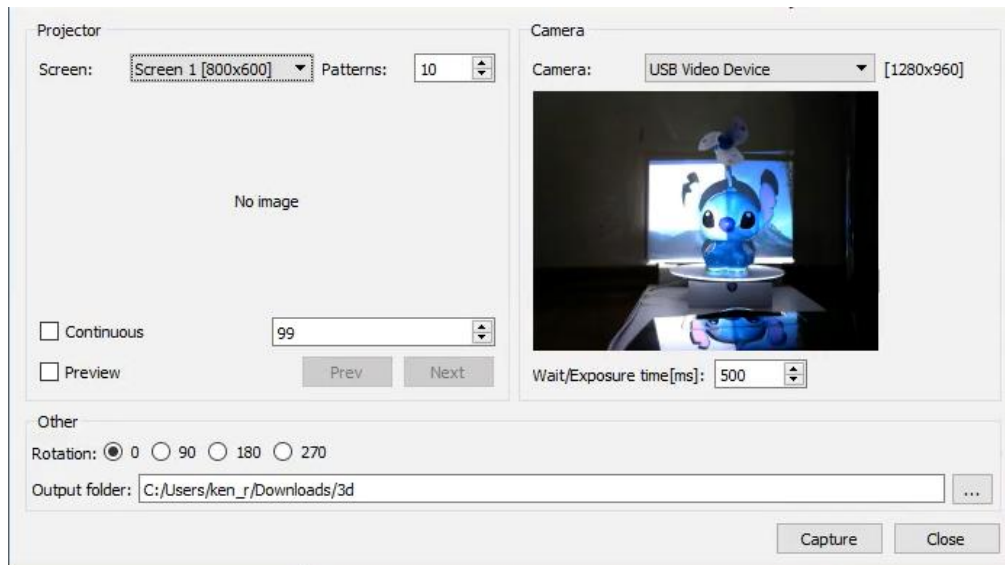 Projector
Screen: Screen 1 [800x600] Patterns: 10
No image
Continuous 99
Preview Prev Next
Camera
Camera: USB Video Device [1280x960]
Wait/Exposure time[ms]: 500
Other
Rotation: 0 90 180 270
Output folder: C:/Users/ken_r/Downloads/3d ...
Capture Close